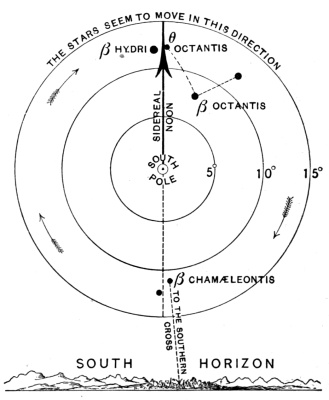 THE STARS SEEM TO MOVE IN THIS DIRECTION
β HYDRI
θ OCTANTIS
β OCTANTIS
SIDEREAL NOON
SOUTH POLE
5° 10° 15°
β CHAMÆLEONTIS
TO THE SOUTHERN CROSS
SOUTH HORIZON